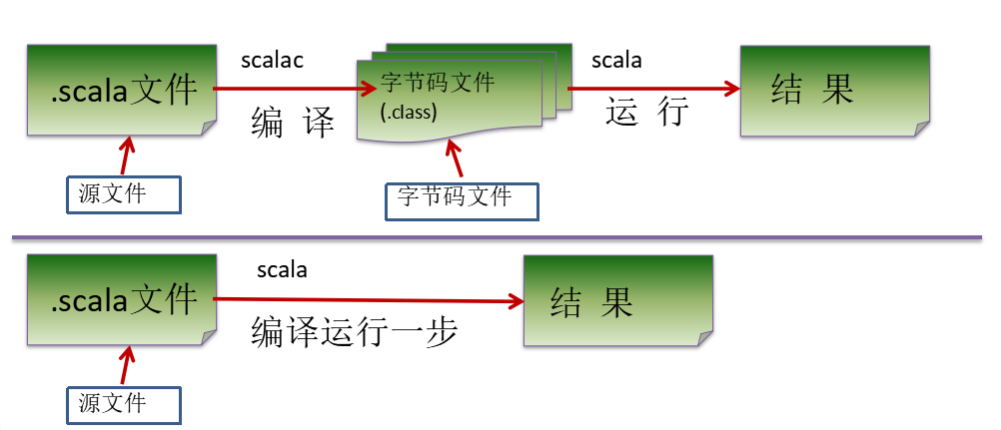 scalac
scala
.scala文件
字节码文件
(.class)
结 果
编 译
运 行
源文件
字节码文件
scala
.scala文件
结 果
编译运行一步
源文件